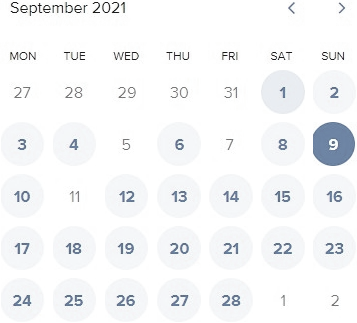 September 2021
MON TUE WED THU FRI SAT SUN
27 28 29 30 31 1 2
3 4 5 6 7 8 9
10 11 12 13 14 15 16
17 18 19 20 21 22 23
24 25 26 27 28 1 2